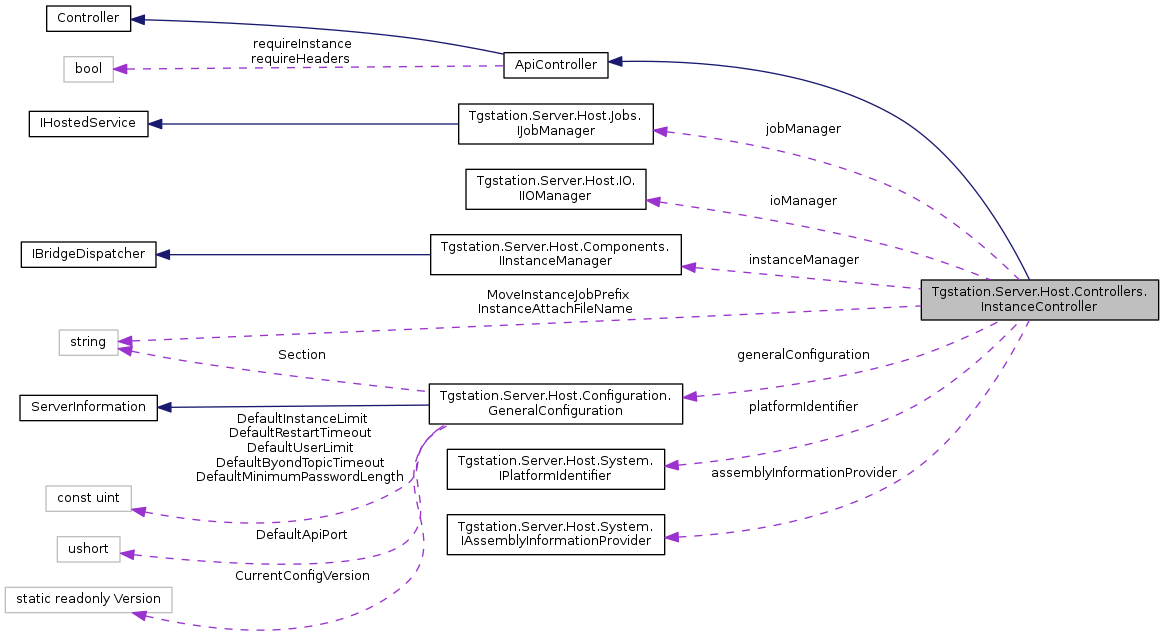 Controller
requireInstance
requireHeaders
bool
ApiController
IHostedService
Tgstation.Server.Host.Jobs.
IJobManager
jobManager
Tgstation.Server.Host.IO.
IIOManager
ioManager
IBridgeDispatcher
Tgstation.Server.Host.Components.
IInstanceManager
instanceManager
Tgstation.Server.Host.Controllers.
InstanceController
MoveInstanceJobPrefix
InstanceAttachFileName
string
Section
generalConfiguration
ServerInformation
Tgstation.Server.Host.Configuration.
GeneralConfiguration
platformIdentifier
DefaultInstanceLimit
DefaultRestartTimeout
DefaultUserLimit
DefaultByondTopicTimeout
DefaultMinimumPasswordLength
Tgstation.Server.Host.System.
IPlatformIdentifier
assemblyInformationProvider
const uint
DefaultApiPort
Tgstation.Server.Host.System.
IAssemblyInformationProvider
ushort
CurrentConfigVersion
static readonly Version